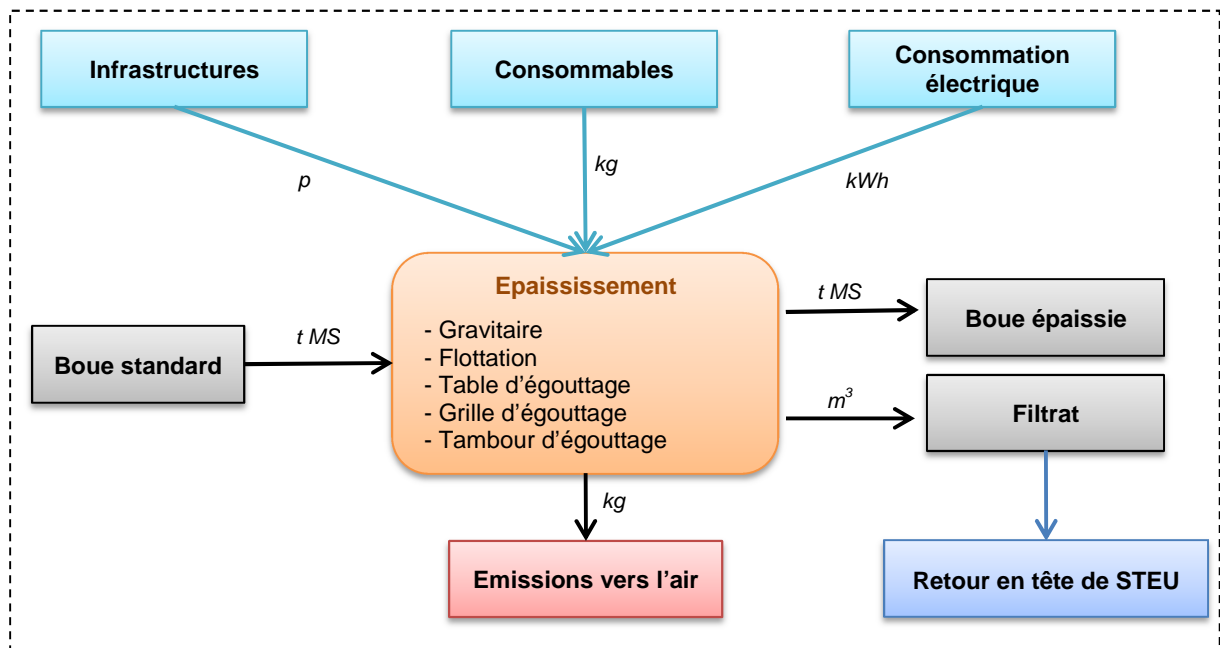 Infrastructures
Consommables
Consommation
électrique
p
kg
kWh
Boue standard
t MS
Epaississement
- Gravitaire
- Flottation
- Table d’égouttage
- Grille d’égouttage
- Tambour d’égouttage
t MS
Boue épaissie
m³
Filtrat
kg
Emissions vers l’air
Retour en tête de STEU